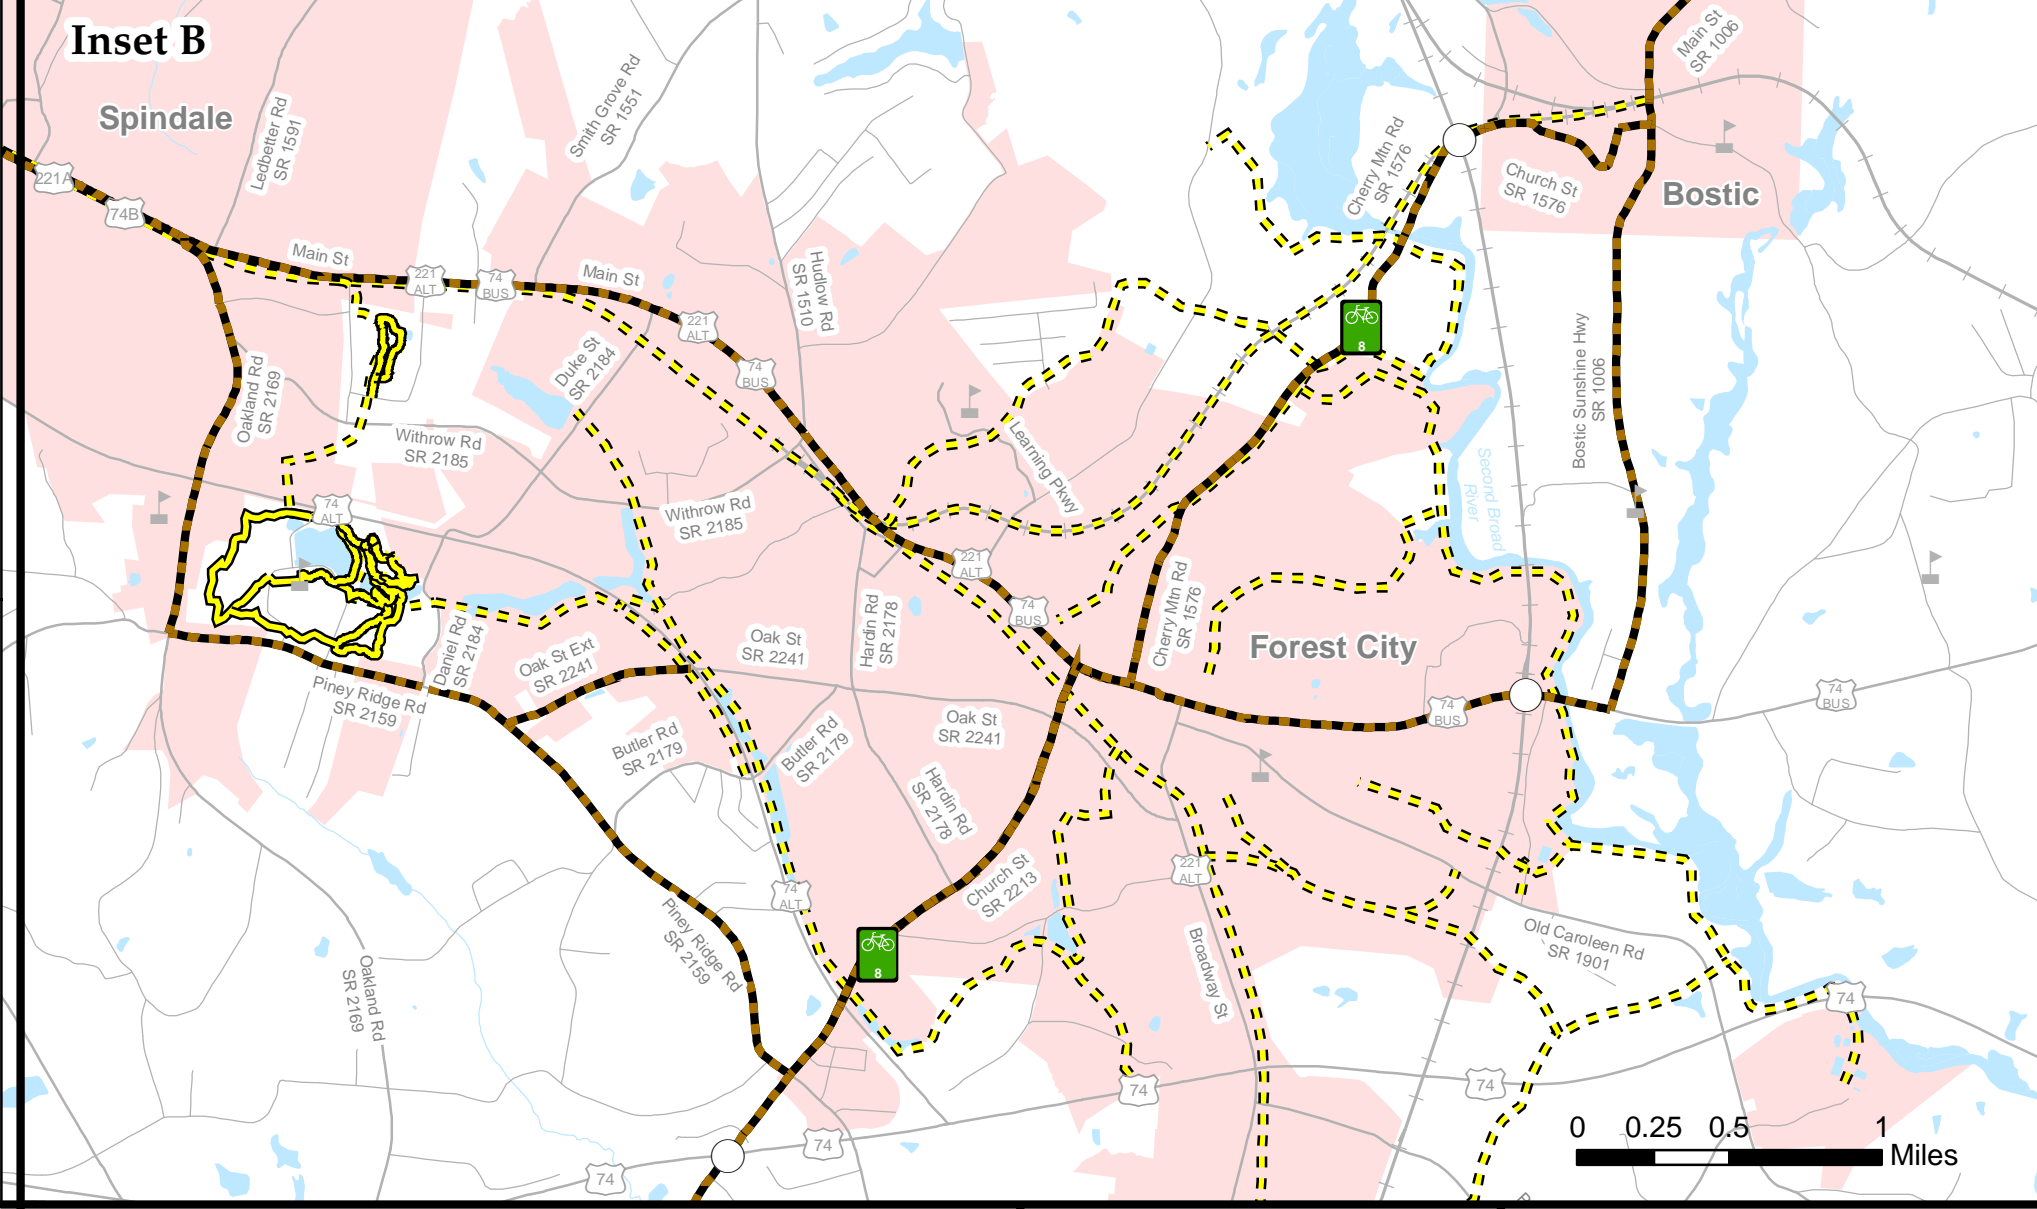 Inset B
Main St
SR 1006
Spindale
Ledbetter Rd
SR 1591
Smith Grove Rd
SR 1551
Cherry Mtn Rd
SR 1576
Church St
SR 1576
Bostic
221A
74B
Main St
221
ALT
74
BUS
Main St
Hudlow Rd
SR 1510
221
ALT
74
BUS
8
Duke St
SR 2184
Oakland Rd
SR 2169
Withrow Rd
SR 2185
Learning Pkwy
Bostic Sunshine Hwy
SR 1006
Second Broad
River
74
ALT
Withrow Rd
SR 2185
221
ALT
74
BUS
Hardin Rd
SR 2178
Cherry Mtn Rd
SR 1576
Forest City
Daniel Rd
SR 2184
Oak St Ext
SR 2241
Oak St
SR 2241
Piney Ridge Rd
SR 2159
74
BUS
74
BUS
Butler Rd
SR 2179
Butler Rd
SR 2179
Oak St
SR 2241
Hardin Rd
SR 2178
Church St
SR 2213
221
ALT
74
ALT
Piney Ridge Rd
SR 2159
8
Broadway St
Old Caroleen Rd
SR 1901
Oakland Rd
SR 2169
74
74
74
74
74
0 0.25 0.5 1
Miles